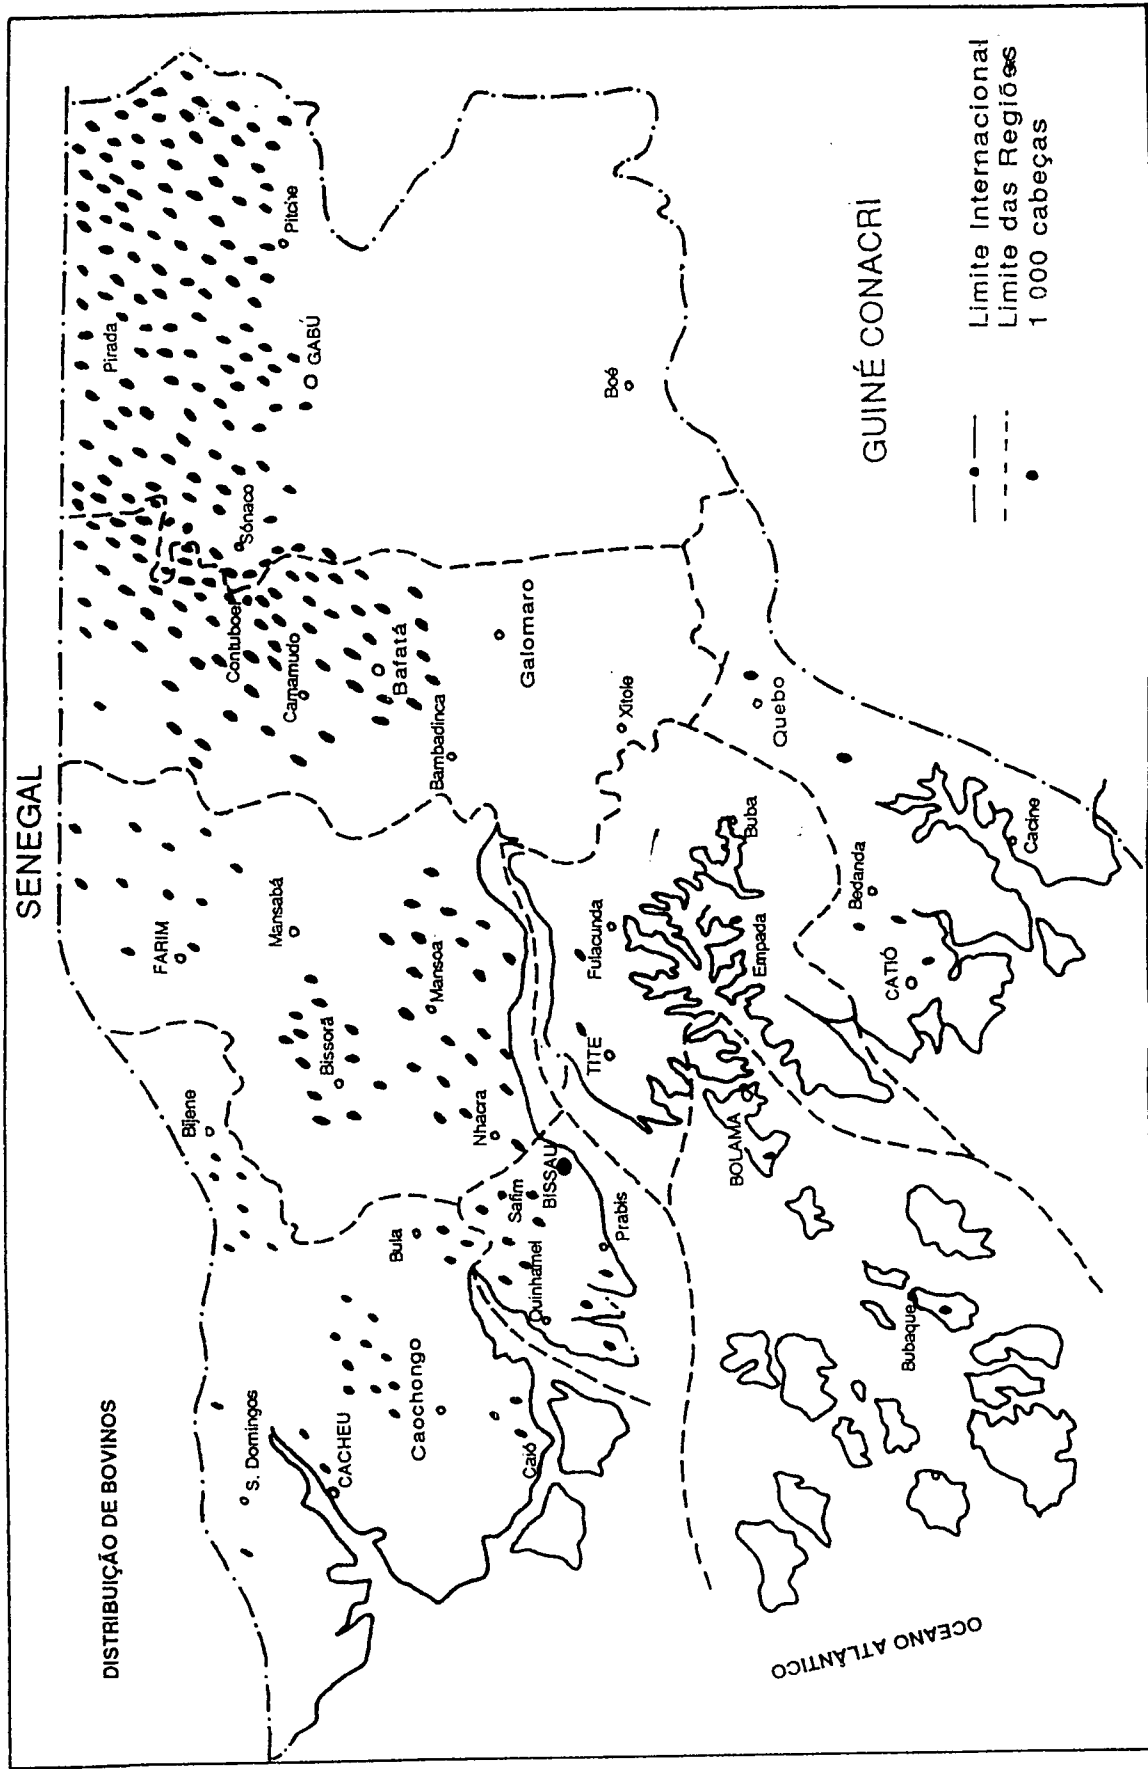 DISTRIBUIÇÃO DE BOVINOS
SENEGAL
S. Domingos
Bijene
FARIM
Pirada
CACHEU
Bissorá
Mansabá
Contuboel
Sónaco
Camamudo
GABÚ
Pitche
Caochongo
Bula
Mansoa
Bafatá
Bambadinca
Caió
Quinhamel
Safim
Nhacra
BISSAU
Prabis
TITE
Fulacunda
Galomaro
Xitole
Boé
BOLAMA
Empada
Buba
Quebo
Bubaque
CATIÓ
Bedanda
Cacine
GUINÉ CONACRI
OCEANO ATLÂNTICO
Limite Internacional
Limite das Regiões
1 000 cabeças